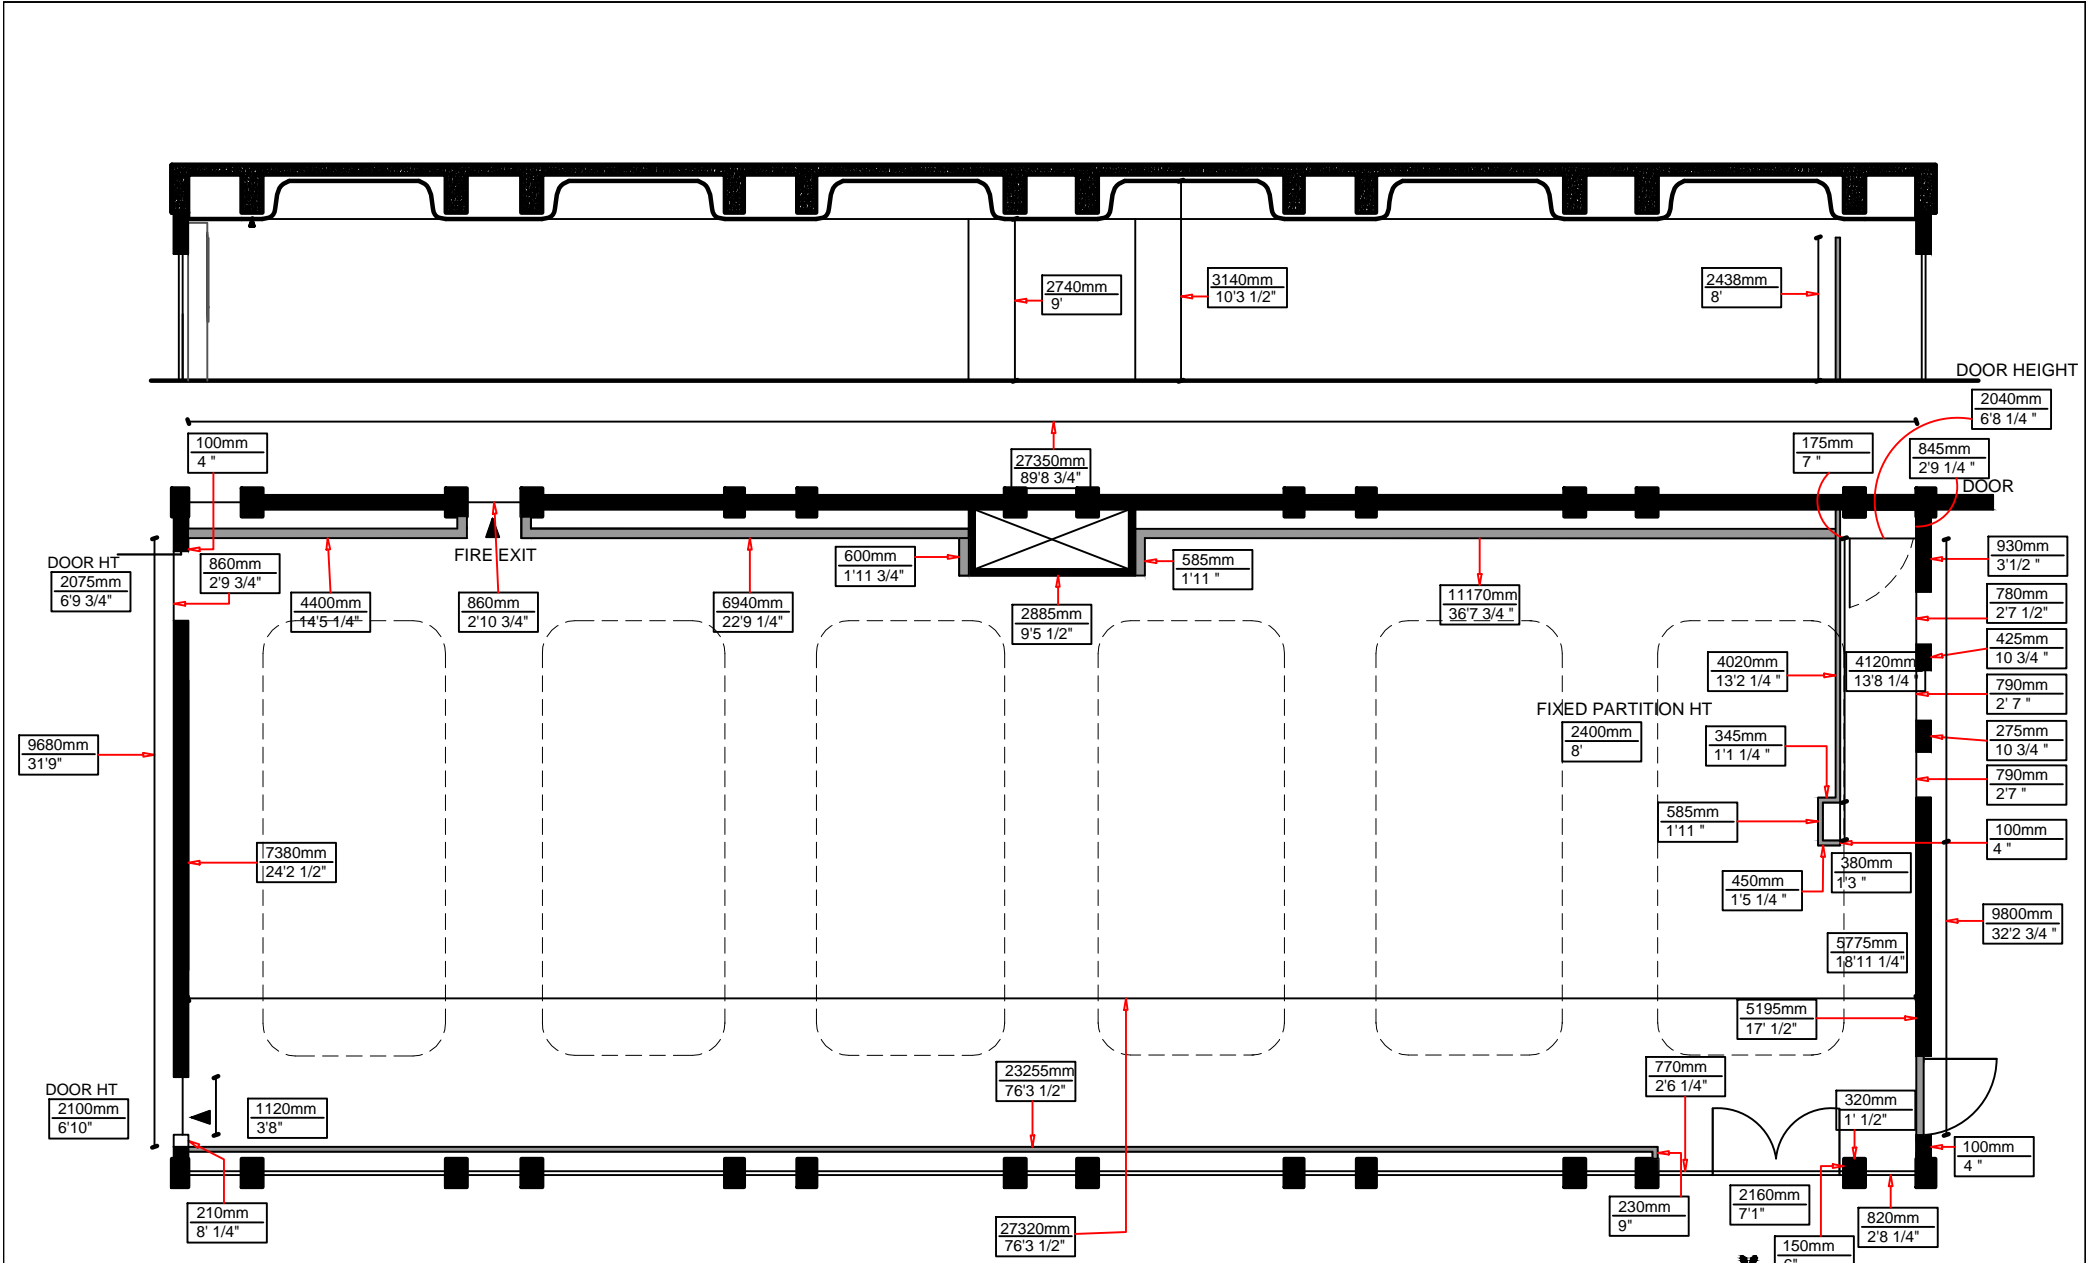 2740mm
9'
3140mm
10'3 1/2"
2438mm
8'
DOOR HEIGHT
2040mm
6'8 1/4 "
100mm
4 "
27350mm
89'8 3/4"
175mm
7 "
845mm
2'9 1/4 "
DOOR
FIRE EXIT
DOOR HT
2075mm
6'9 3/4"
860mm
2'9 3/4"
4400mm
14'5 1/4"
860mm
2'10 3/4"
6940mm
22'9 1/4"
600mm
1'11 3/4"
585mm
1'11 "
2885mm
9'5 1/2"
11170mm
36'7 3/4 "
930mm
3'1/2 "
780mm
2'7 1/2"
425mm
10 3/4 "
4020mm
13'2 1/4 "
4120mm
13'8 1/4 "
790mm
2' 7 "
FIXED PARTITION HT
2400mm
8'
345mm
1'1 1/4 "
275mm
10 3/4 "
9680mm
31'9"
790mm
2'7 "
585mm
1'11 "
100mm
4 "
7380mm
24'2 1/2"
380mm
1'3 "
450mm
1'5 1/4 "
9800mm
32'2 3/4 "
5775mm
18'11 1/4"
5195mm
17' 1/2"
DOOR HT
2100mm
6'10"
1120mm
3'8"
23255mm
76'3 1/2"
770mm
2'6 1/4"
320mm
1' 1/2"
100mm
4 "
210mm
8' 1/4"
27320mm
76'3 1/2"
230mm
9"
2160mm
7'1"
820mm
2'8 1/4"
150mm